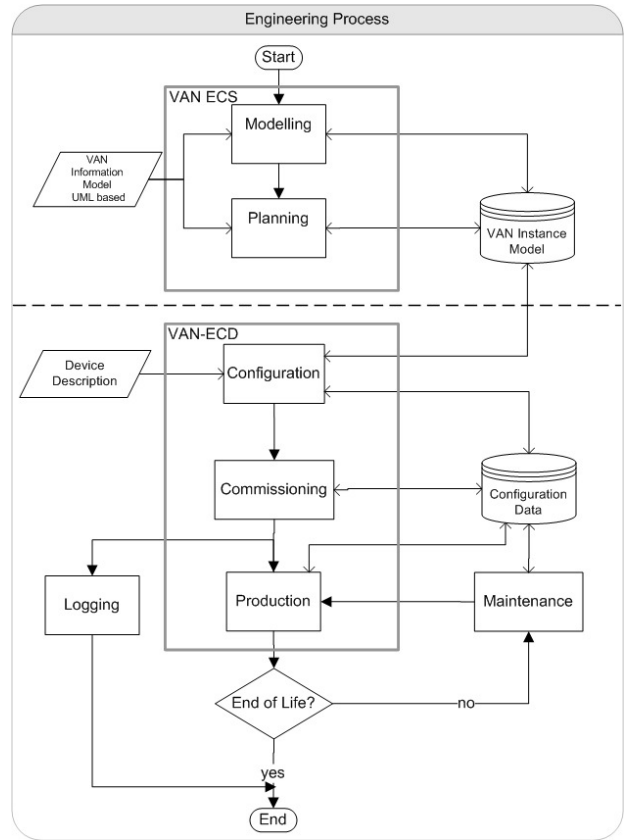 Engineering Process
Start
VAN ECS
Modelling
VAN
Information
Model
UML based
Planning
VAN Instance
Model
VAN-ECD
Device
Description
Configuration
Commissioning
Configuration
Data
Logging
Production
Maintenance
End of Life?
no
yes
End